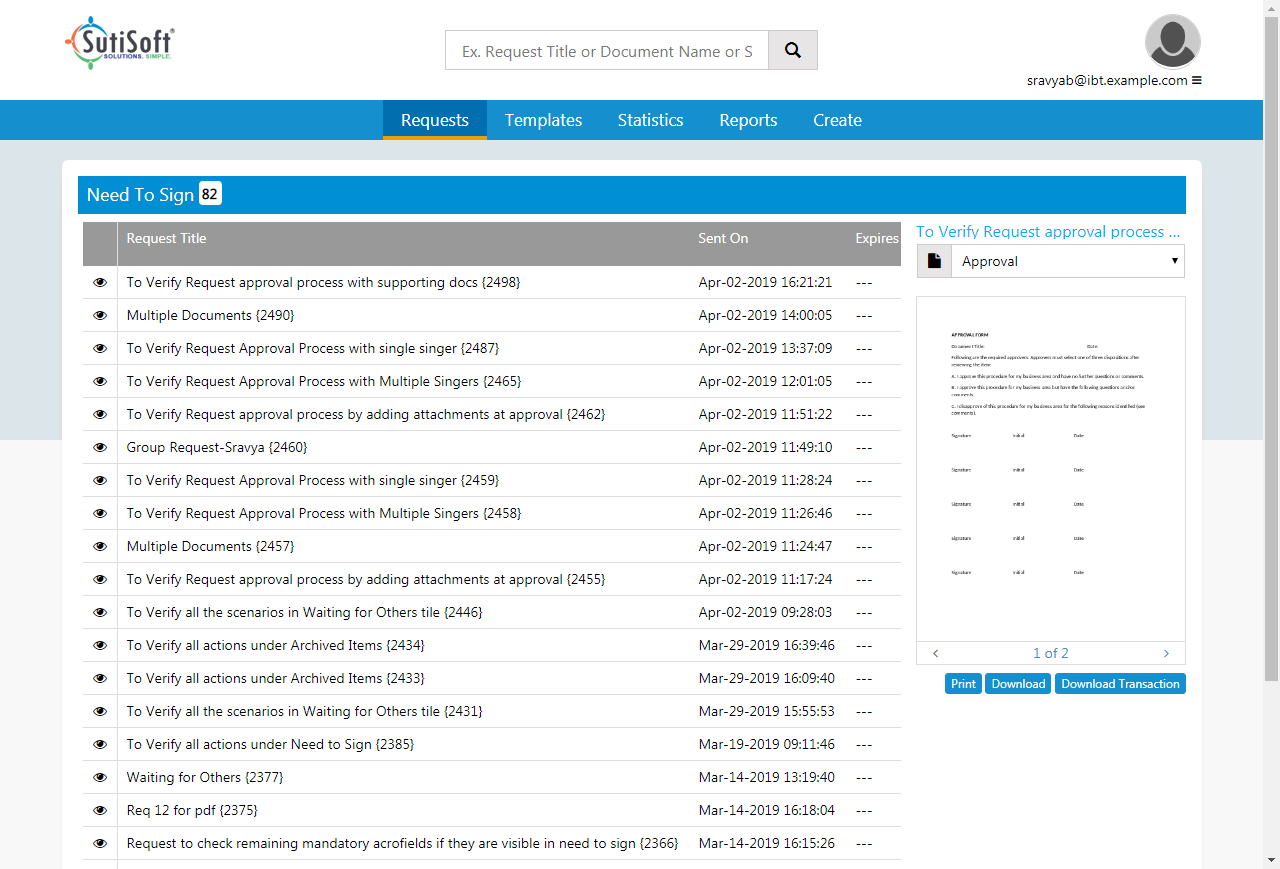 SutiSoft®
SOLUTIONS. SIMPLE.
Ex. Request Title or Document Name or S
sravyab@ibt.example.com
Requests Templates Statistics Reports Create
Need To Sign 82
Request Title Sent On Expires
To Verify Request approval process with supporting docs {2498} Apr-02-2019 16:21:21 ---
Multiple Documents {2490} Apr-02-2019 14:00:05 ---
To Verify Request Approval Process with single singer {2487} Apr-02-2019 13:37:09 ---
To Verify Request Approval Process with Multiple Singers {2465} Apr-02-2019 12:01:05 ---
To Verify Request approval process by adding attachments at approval {2462} Apr-02-2019 11:51:22 ---
Group Request-Sravya {2460} Apr-02-2019 11:49:10 ---
To Verify Request Approval Process with single singer {2459} Apr-02-2019 11:28:24 ---
To Verify Request Approval Process with Multiple Singers {2458} Apr-02-2019 11:26:46 ---
Multiple Documents {2457} Apr-02-2019 11:24:47 ---
To Verify Request approval process by adding attachments at approval {2455} Apr-02-2019 11:17:24 ---
To Verify all the scenarios in Waiting for Others tile {2446} Apr-02-2019 09:28:03 ---
To Verify all actions under Archived Items {2434} Mar-29-2019 16:39:46 ---
To Verify all actions under Archived Items {2433} Mar-29-2019 16:09:40 ---
To Verify all the scenarios in Waiting for Others tile {2431} Mar-29-2019 15:55:53 ---
To Verify all actions under Need to Sign {2385} Mar-19-2019 09:11:46 ---
Waiting for Others {2377} Mar-14-2019 13:19:40 ---
Req 12 for pdf {2375} Mar-14-2019 16:18:04 ---
Request to check remaining mandatory acrofields if they are visible in need to sign {2366} Mar-14-2019 16:15:26 ---
To Verify Request approval process ...
Approval
APPROVAL FORM
Document Title: Date:
Following are the required approvers. Approvers must select one of three dispositions after
reviewing the item:
A. I approve this procedure for my business area and have no further questions or comments.
B. I approve this procedure for my business area but have the following questions and/or
comments.
C. I disapprove of this procedure for my business area for the following reasons identified (see
comments).
Signature Initial Date
Signature Initial Date
Signature Initial Date
Signature Initial Date
Signature Initial Date
1 of 2
Print Download Download Transaction